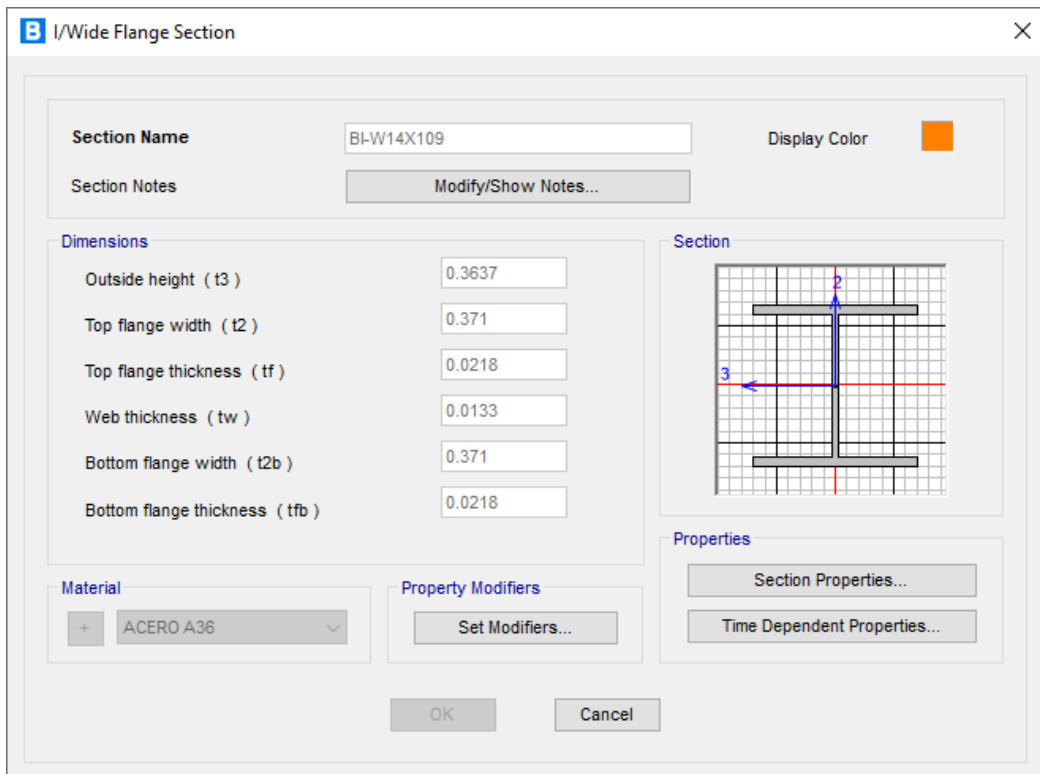 B I/Wide Flange Section
Section Name BI-W14X109 Display Color
Section Notes Modify/Show Notes...
Dimensions
Outside height ( t3 ) 0.3637
Top flange width ( t2 ) 0.371
Top flange thickness ( tf ) 0.0218
Web thickness ( tw ) 0.0133
Bottom flange width ( t2b ) 0.371
Bottom flange thickness ( tfb ) 0.0218
Section
2
3
Properties
Section Properties...
Time Dependent Properties...
Material
+ ACERO A36
Property Modifiers
Set Modifiers...
OK Cancel